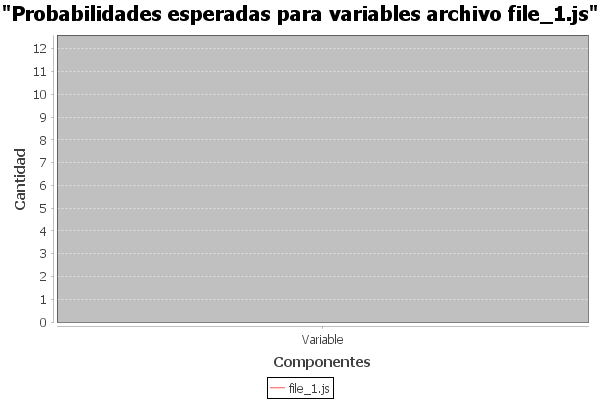 "Probabilidades esperadas para variables archivo file_1.js"
12
11
10
9
8
7
6
5
4
3
2
1
0
Cantidad
Variable
Componentes
file_1.js